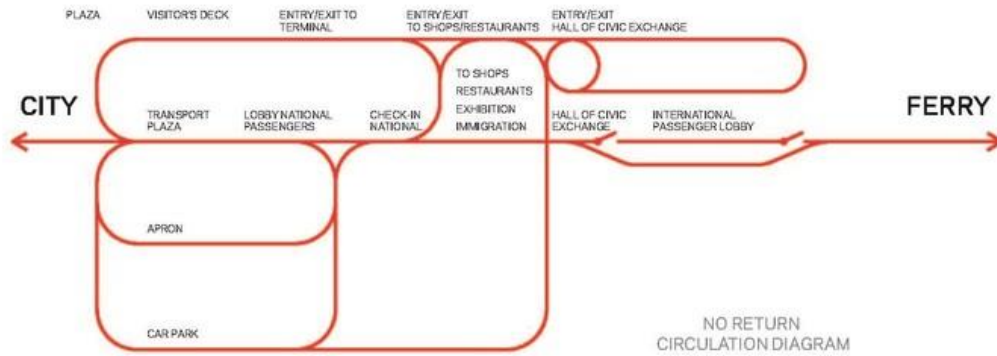 PLAZA
VISITOR'S DECK
ENTRY/EXIT TO
TERMINAL
ENTRY/EXIT
TO SHOPS/RESTAURANTS
ENTRY/EXIT
HALL OF CIVIC EXCHANGE
CITY
TRANSPORT
PLAZA
LOBBY NATIONAL
PASSENGERS
CHECK-IN
NATIONAL
TO SHOPS
RESTAURANTS
EXHIBITION
IMMIGRATION
HALL OF CIVIC
EXCHANGE
INTERNATIONAL
PASSENGER LOBBY
FERRY
APRON
CAR PARK
NO RETURN
CIRCULATION DIAGRAM